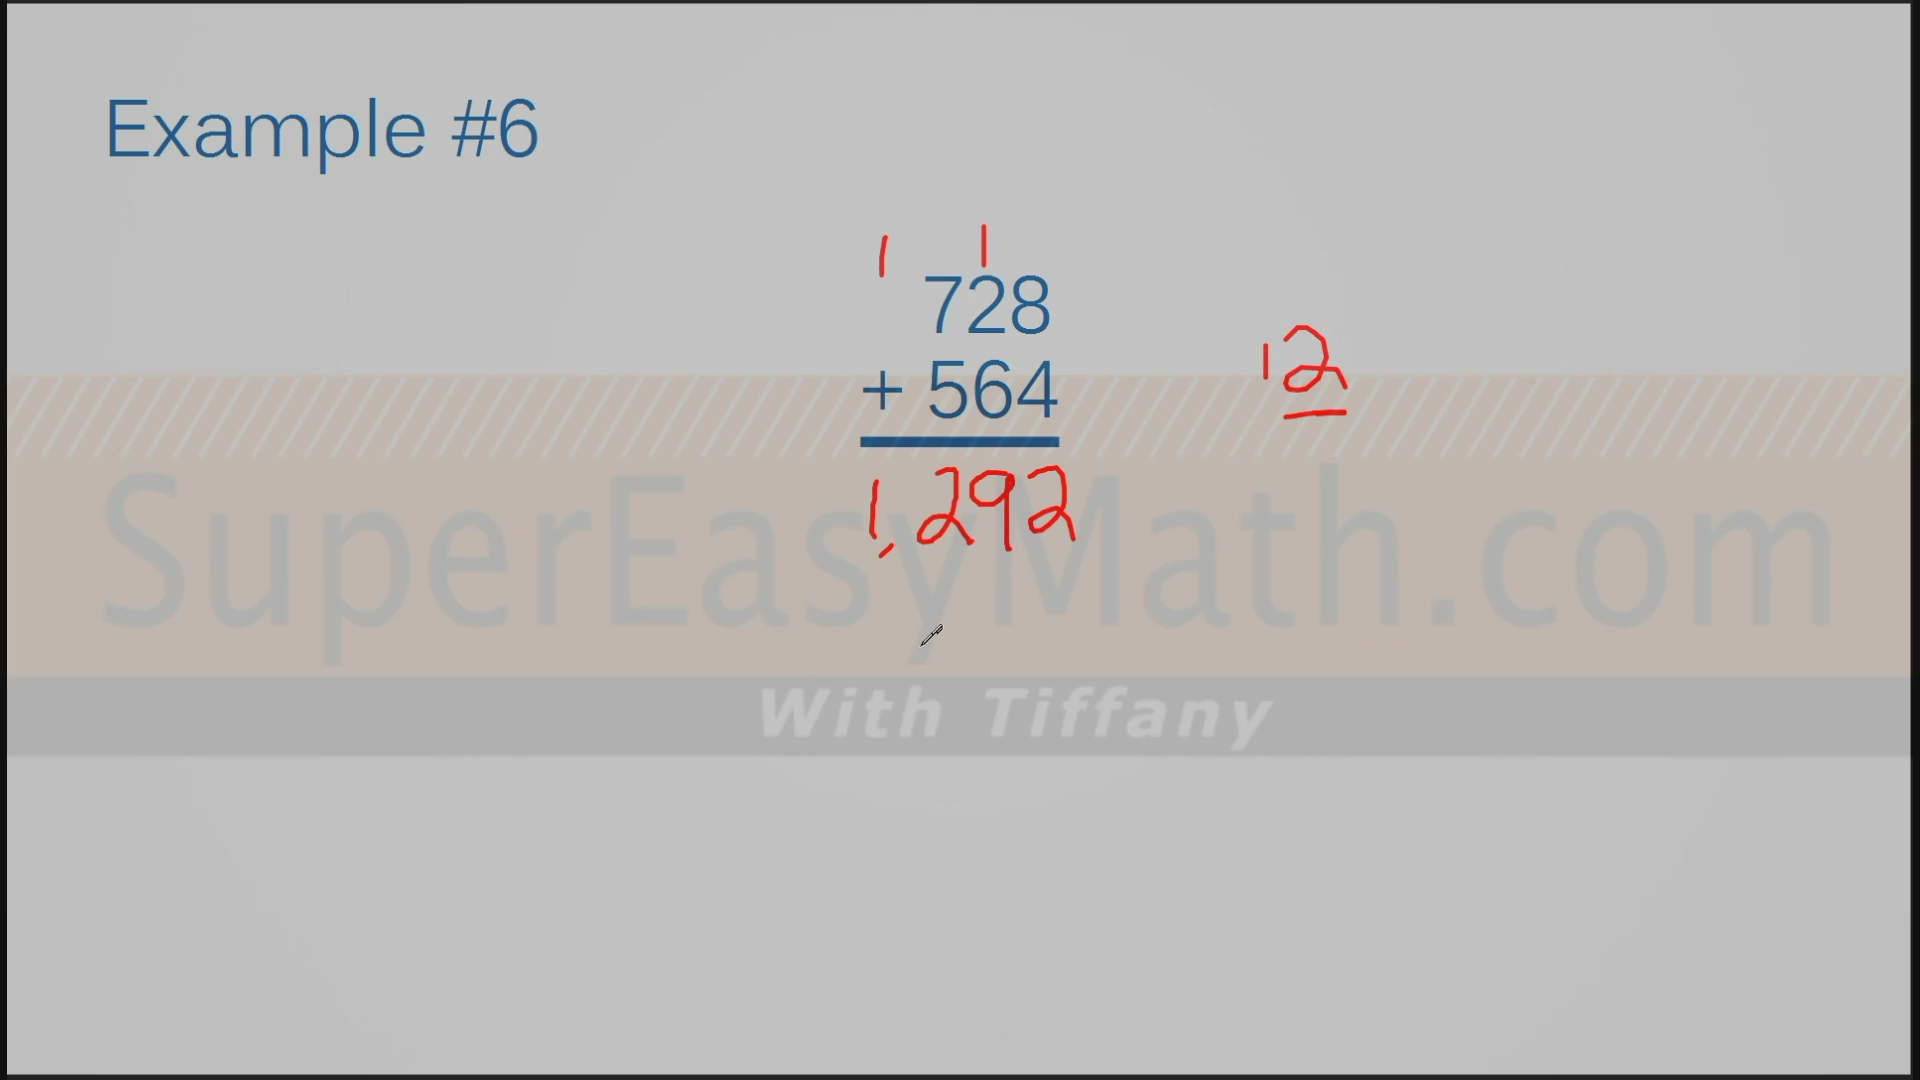 Example #6
1 1
728
12
+ 564
1,292
SuperEasyMath.com
With Tiffany